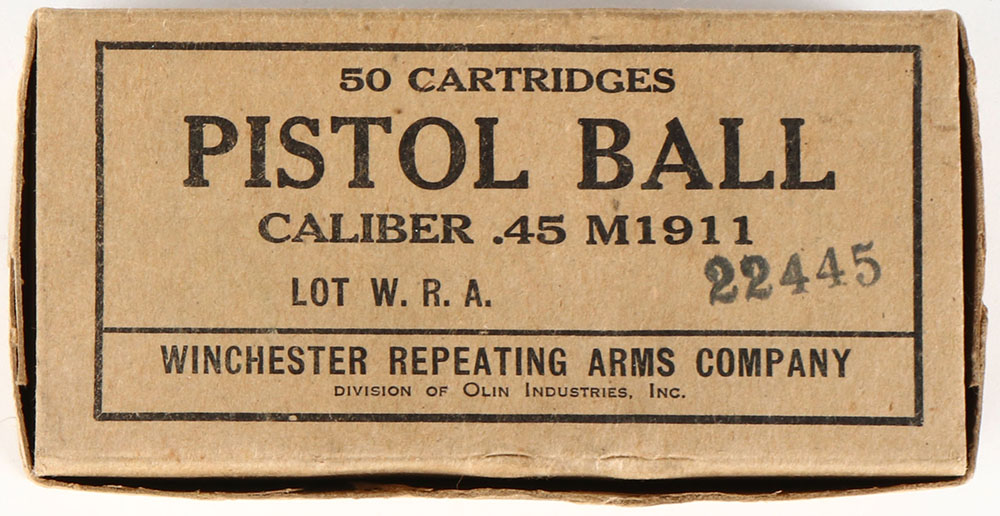 50 CARTRIDGES
PISTOL BALL
CALIBER .45 M1911
LOT W. R. A. 22445
WINCHESTER REPEATING ARMS COMPANY
DIVISION OF OLIN INDUSTRIES, INC.